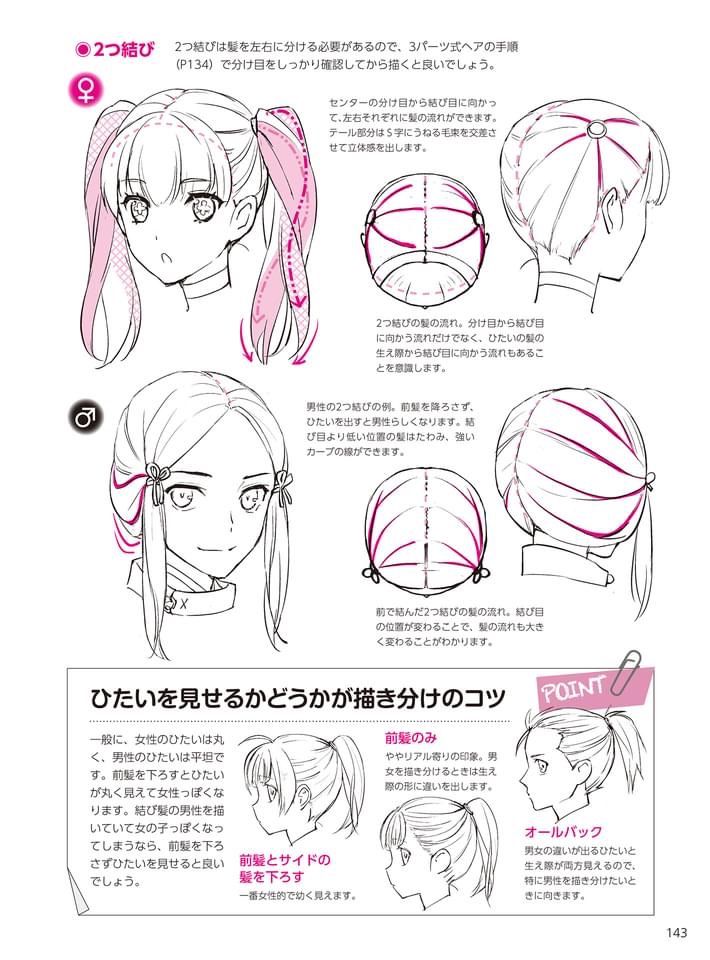 ◉2つ結び
2つ結びは髪を左右に分ける必要があるので、3パーツ式ヘアの手順
（P134）で分け目をしっかり確認してから描くと良いでしょう。
♀
センターの分け目から結び目に向かっ
て、左右それぞれに髪の流れができます。
テール部分はS字にうねる毛束を交差さ
せて立体感を出します。
2つ結びの髪の流れ。分け目から結び目
に向かう流れだけでなく、ひたいの髪の
生え際から結び目に向かう流れもあるこ
とを意識します。
♂
男性の2つ結びの例。前髪を降ろさず、
ひたいを出すと男性らしくなります。結
び目より低い位置の髪はたわみ、強い
カーブの線ができます。
前で結んだ2つ結びの髪の流れ。結び目
の位置が変わることで、髪の流れも大き
く変わることがわかります。
POINT
ひたいを見せるかどうかが描き分けのコツ
一般に、女性のひたいは丸
く、男性のひたいは平坦で
す。前髪を下ろすとひたい
が丸く見えて女性っぽくな
ります。結び髪の男性を描
いていて女の子っぽくなっ
てしまうなら、前髪を下ろ
さずひたいを見せると良い
でしょう。
前髪とサイドの
髪を下ろす
一番女性的で幼く見えます。
前髪のみ
ややリアル寄りの印象。男
女を描き分けるときは生え
際の形に違いを出します。
オールバック
男女の違いが出るひたいと
生え際が両方見えるので、
特に男性を描き分けたいと
きに向きます。
143